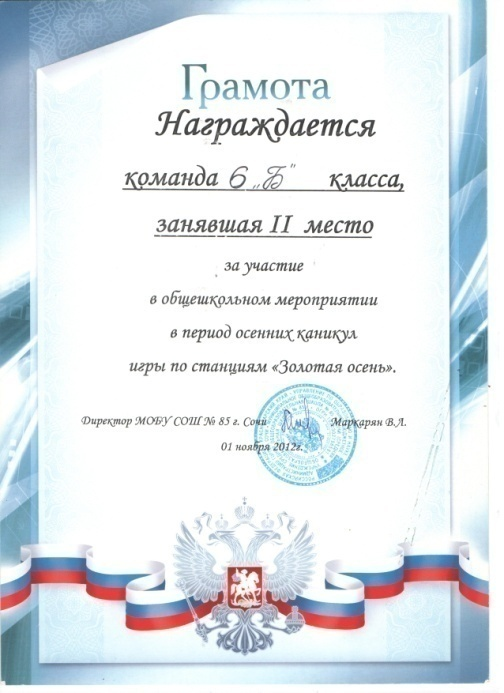 Грамота
Награждается
команда 6 „Б" класса,
занявшая II место
за участие
в общешкольном мероприятии
в период осенних каникул
игры по станциям «Золотая осень».
Директор МОБУ СОШ № 85 г. Сочи Маркарян В.Л.
01 ноября 2012г.